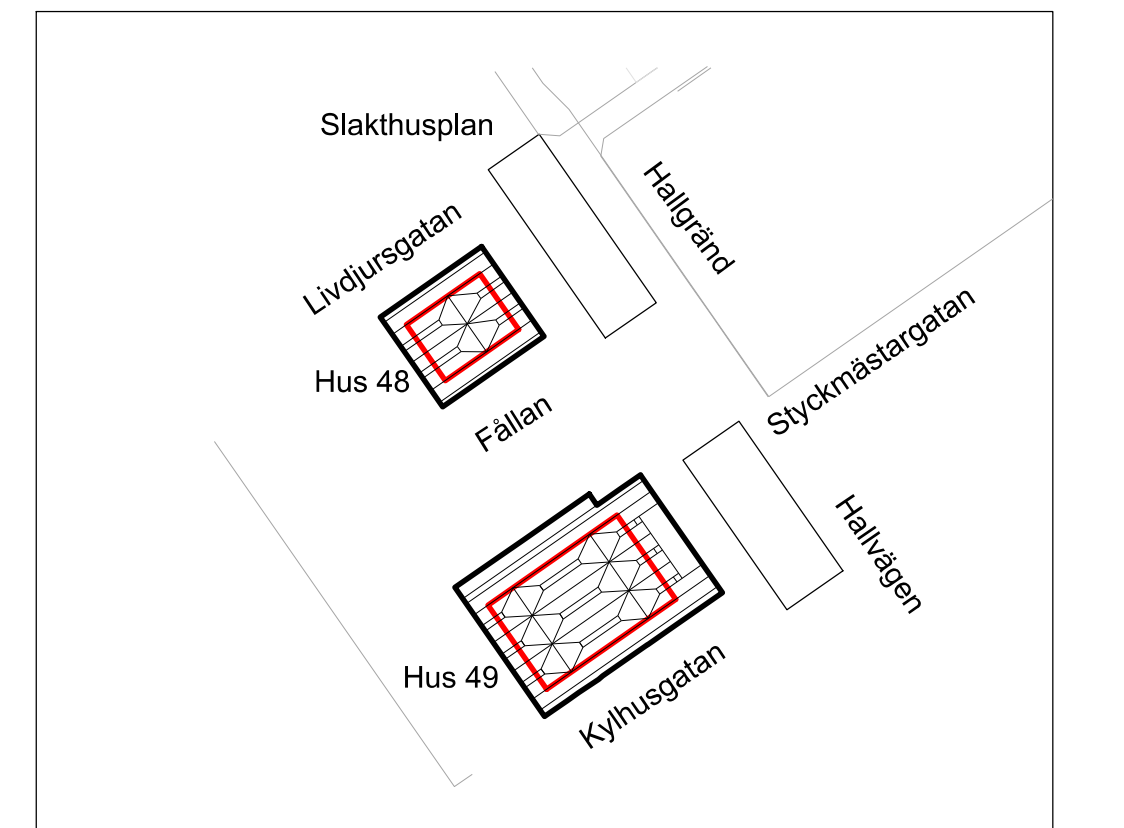 Slakthusplan
Hallgränd
Livdjursgatan
Styckmästargatan
Hus 48
Fållan
Hallvägen
Hus 49
Kylhusgatan